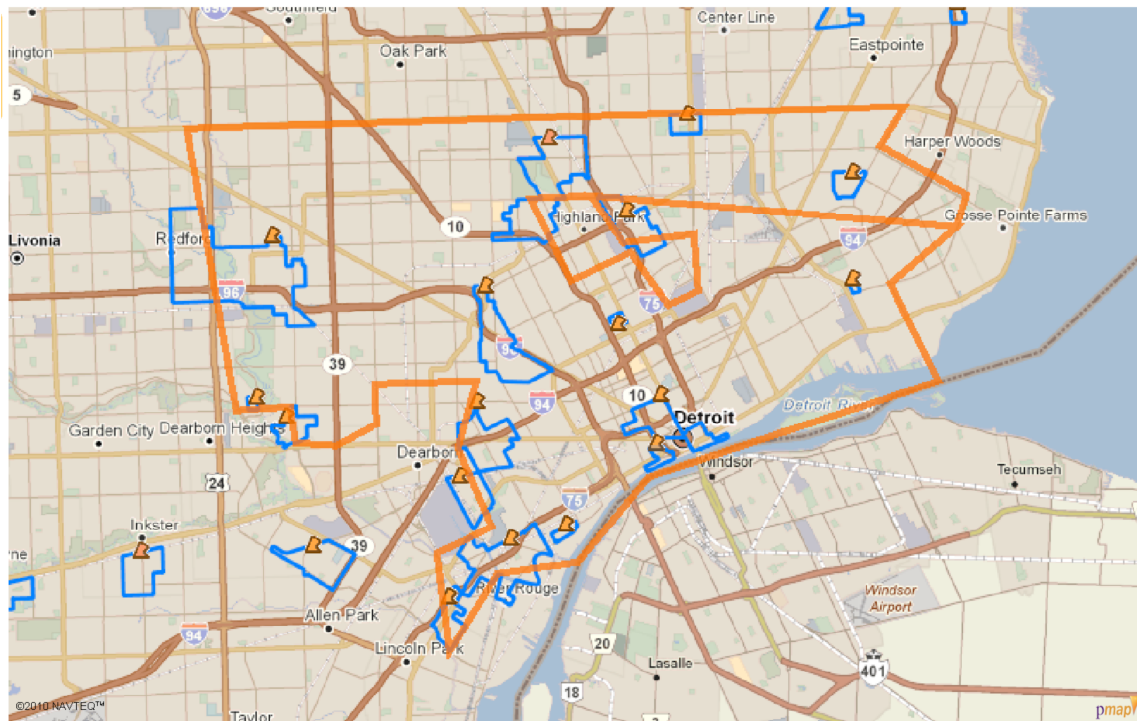 Southfield
Center Line
Oak Park
Eastpointe
5
Harper Woods
Highland Park
Grosse Pointe Farms
10
94
Livonia
Redford
96
75
39
94
10
Detroit
Detroit River
Garden City
Dearborn Heights
Dearborn
Windsor
Tecumseh
24
75
Inkster
39
River Rouge
Windsor
Airport
Allen Park
94
Lincoln Park
20
Lasalle
401
18
©2010 NAVTEQ™
Taylor
3
pmap